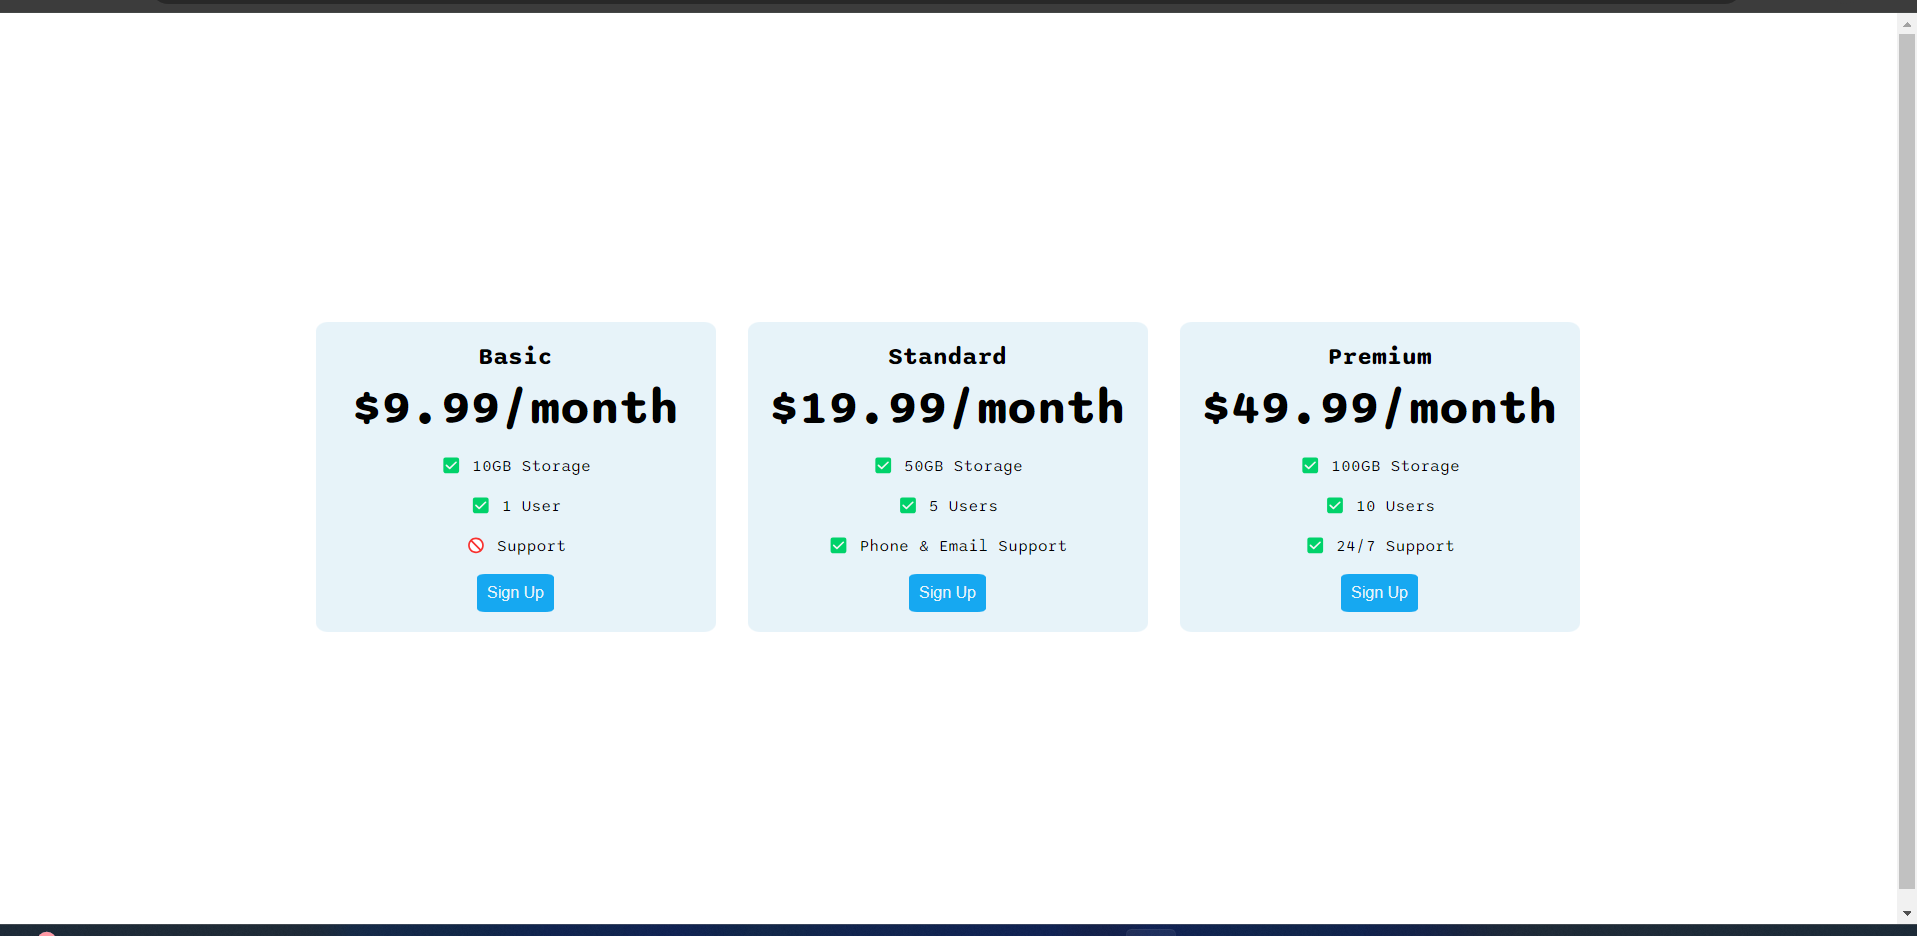 Basic
$9.99/month
10GB Storage
1 User
Support
Sign Up
Standard
$19.99/month
50GB Storage
5 Users
Phone & Email Support
Sign Up
Premium
$49.99/month
100GB Storage
10 Users
24/7 Support
Sign Up